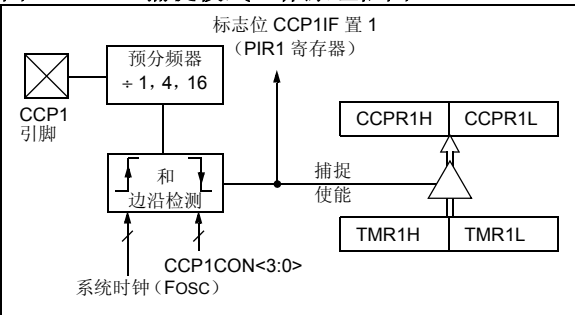 标志位 CCP1IF 置 1
（PIR1 寄存器）
预分频器
÷ 1，4，16
CCP1
引脚
CCPR1H
CCPR1L
和
边沿检测
捕捉
使能
TMR1H
TMR1L
CCP1CON<3:0>
系统时钟（FOSC）